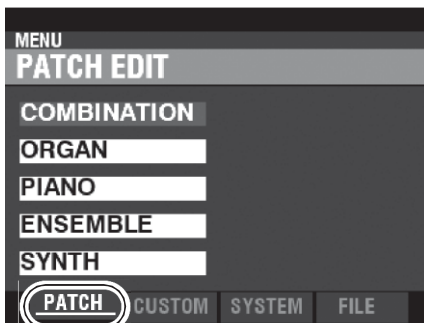 MENU
PATCH EDIT
COMBINATION
ORGAN
PIANO
ENSEMBLE
SYNTH
PATCH CUSTOM SYSTEM FILE